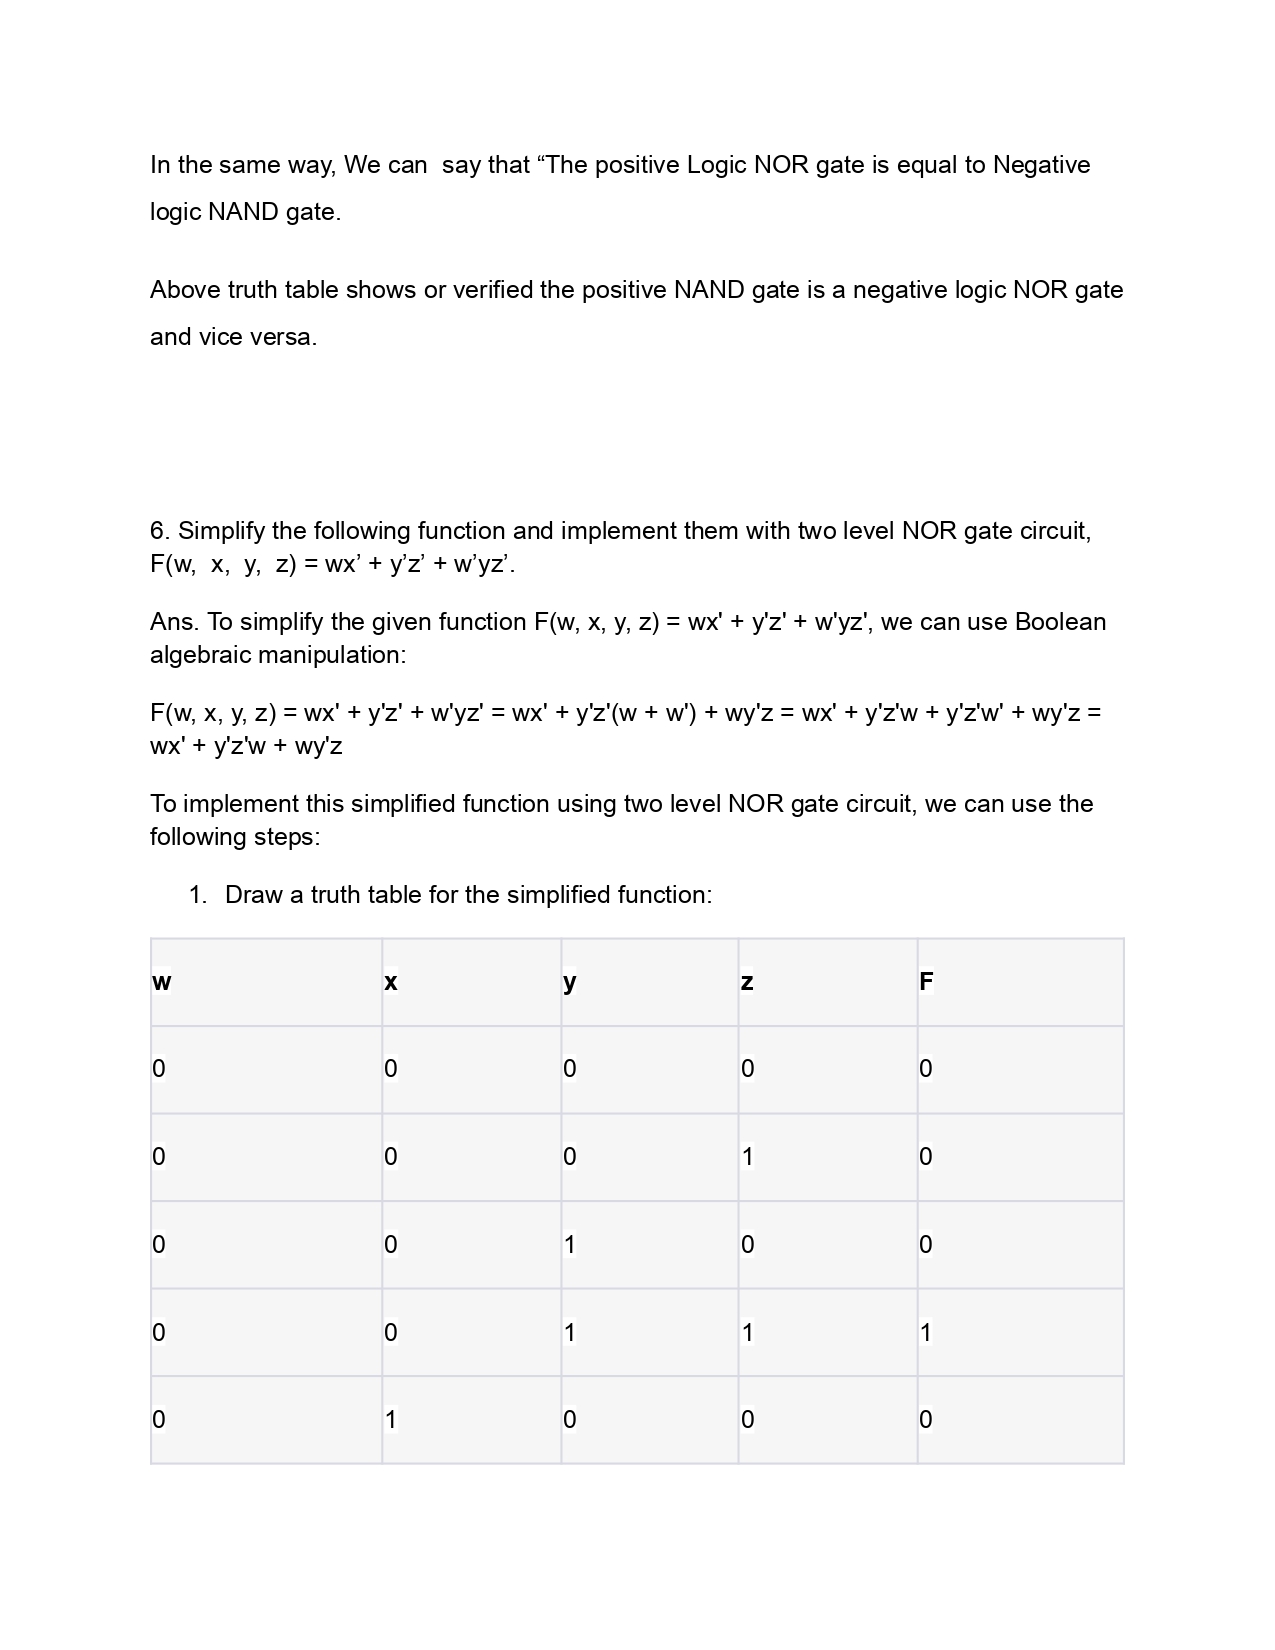 In the same way, We can  say that “The positive Logic NOR gate is equal to Negative
logic NAND gate.
Above truth table shows or verified the positive NAND gate is a negative logic NOR gate
and vice versa.
6. Simplify the following function and implement them with two level NOR gate circuit,
F(w,  x,  y,  z) = wx’ + y’z’ + w’yz’.
Ans. To simplify the given function F(w, x, y, z) = wx' + y'z' + w'yz', we can use Boolean
algebraic manipulation:
F(w, x, y, z) = wx' + y'z' + w'yz' = wx' + y'z'(w + w') + wy'z = wx' + y'z'w + y'z'w' + wy'z =
wx' + y'z'w + wy'z
To implement this simplified function using two level NOR gate circuit, we can use the
following steps:
1. Draw a truth table for the simplified function:
w x y z F
0 0 0 0 0
0 0 0 1 0
0 0 1 0 0
0 0 1 1 1
0 1 0 0 0